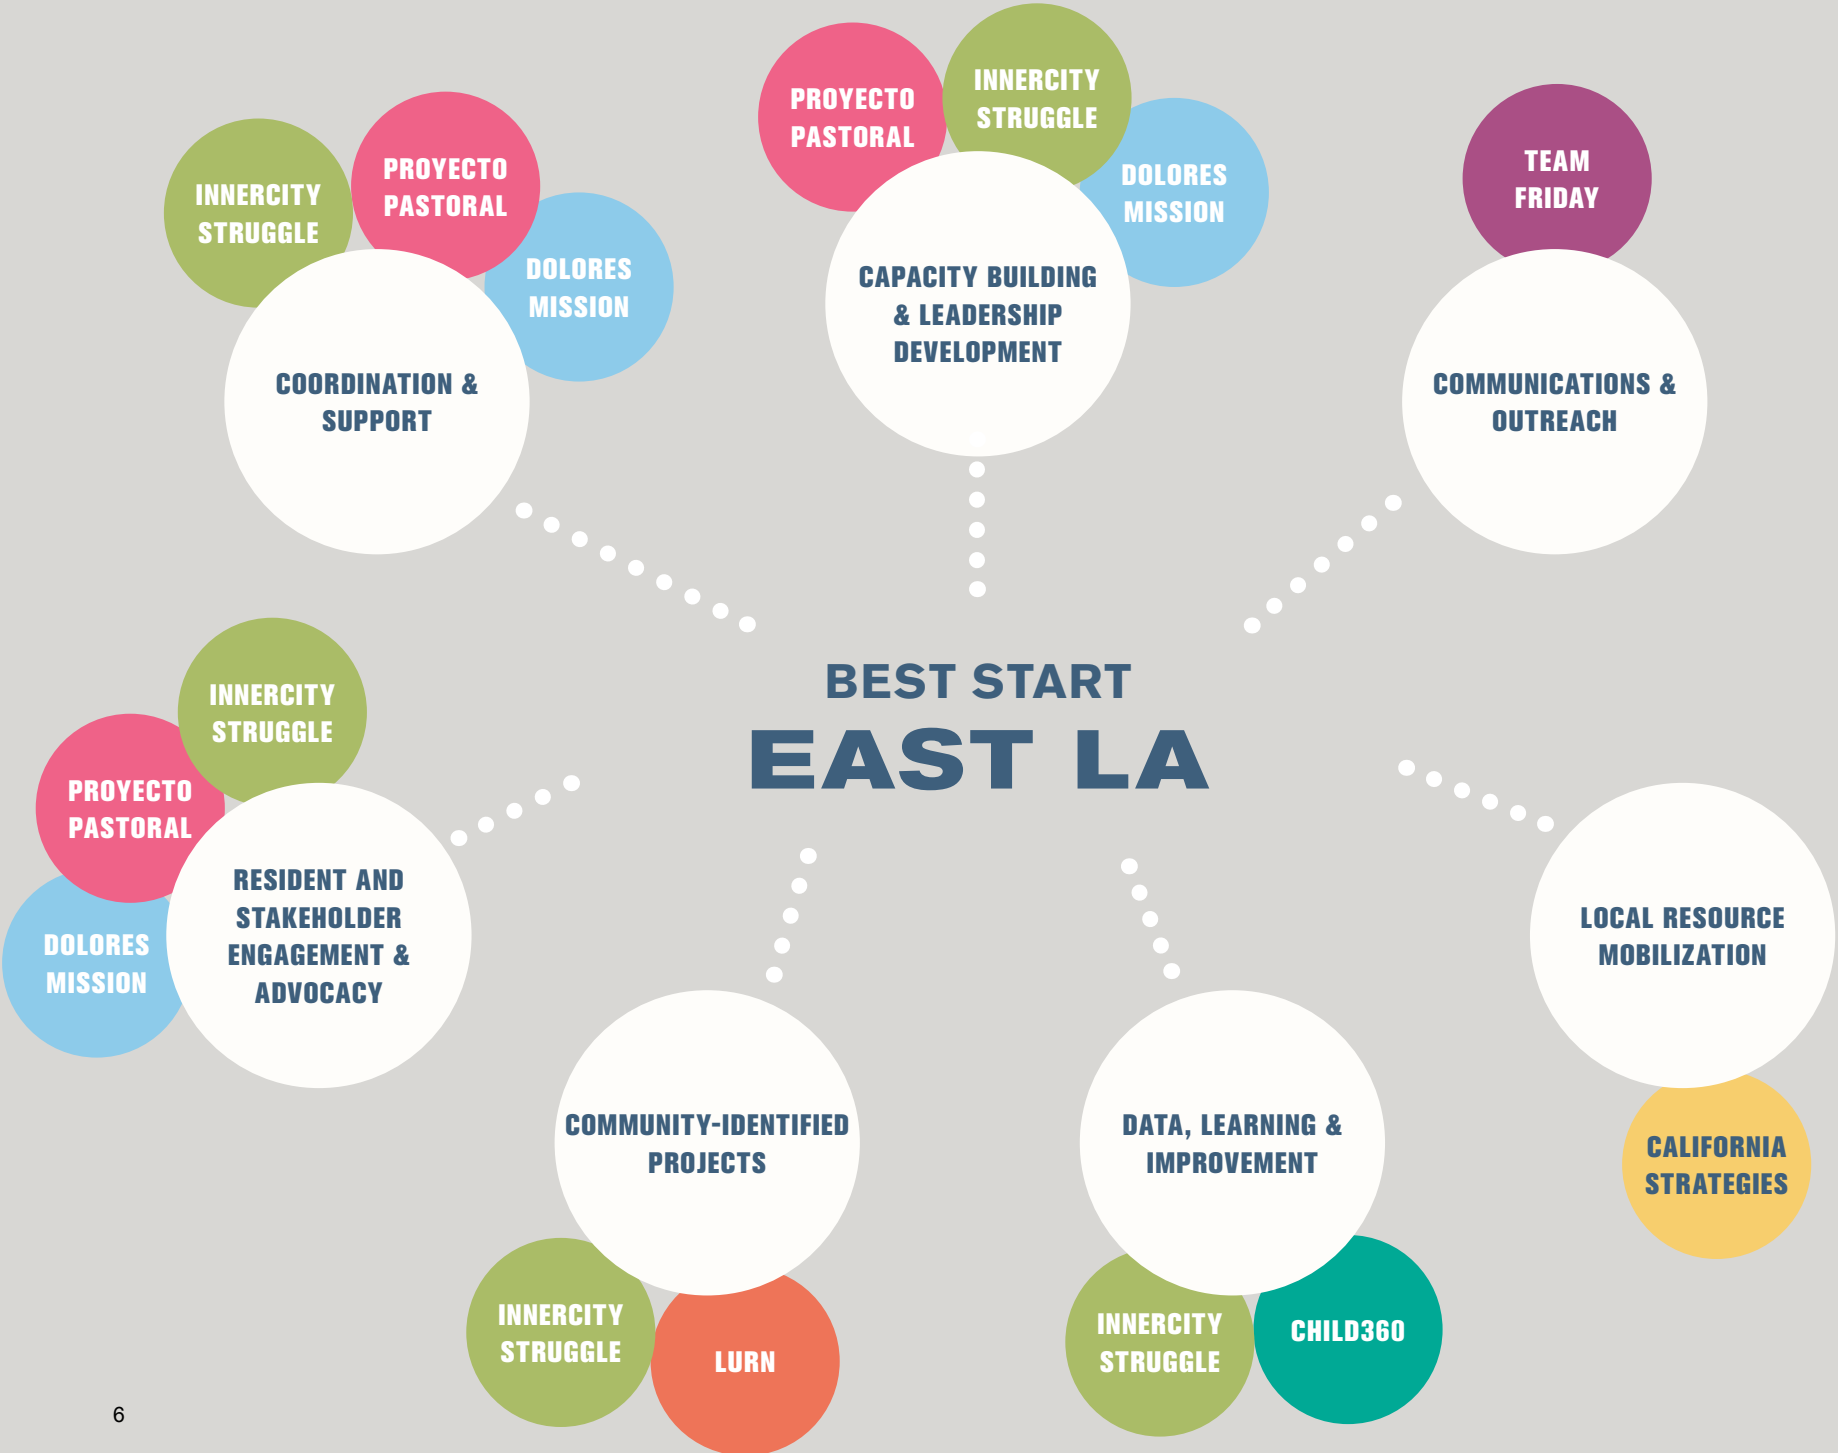 PROYECTO
PASTORAL
INNERCITY
STRUGGLE
DOLORES
MISSION
CAPACITY BUILDING
& LEADERSHIP
DEVELOPMENT
INNERCITY
STRUGGLE
PROYECTO
PASTORAL
DOLORES
MISSION
COORDINATION &
SUPPORT
TEAM
FRIDAY
COMMUNICATIONS &
OUTREACH
BEST START
EAST LA
INNERCITY
STRUGGLE
PROYECTO
PASTORAL
DOLORES
MISSION
RESIDENT AND
STAKEHOLDER
ENGAGEMENT &
ADVOCACY
LOCAL RESOURCE
MOBILIZATION
CALIFORNIA
STRATEGIES
COMMUNITY-IDENTIFIED
PROJECTS
INNERCITY
STRUGGLE
LURN
DATA, LEARNING &
IMPROVEMENT
INNERCITY
STRUGGLE
CHILD360
6